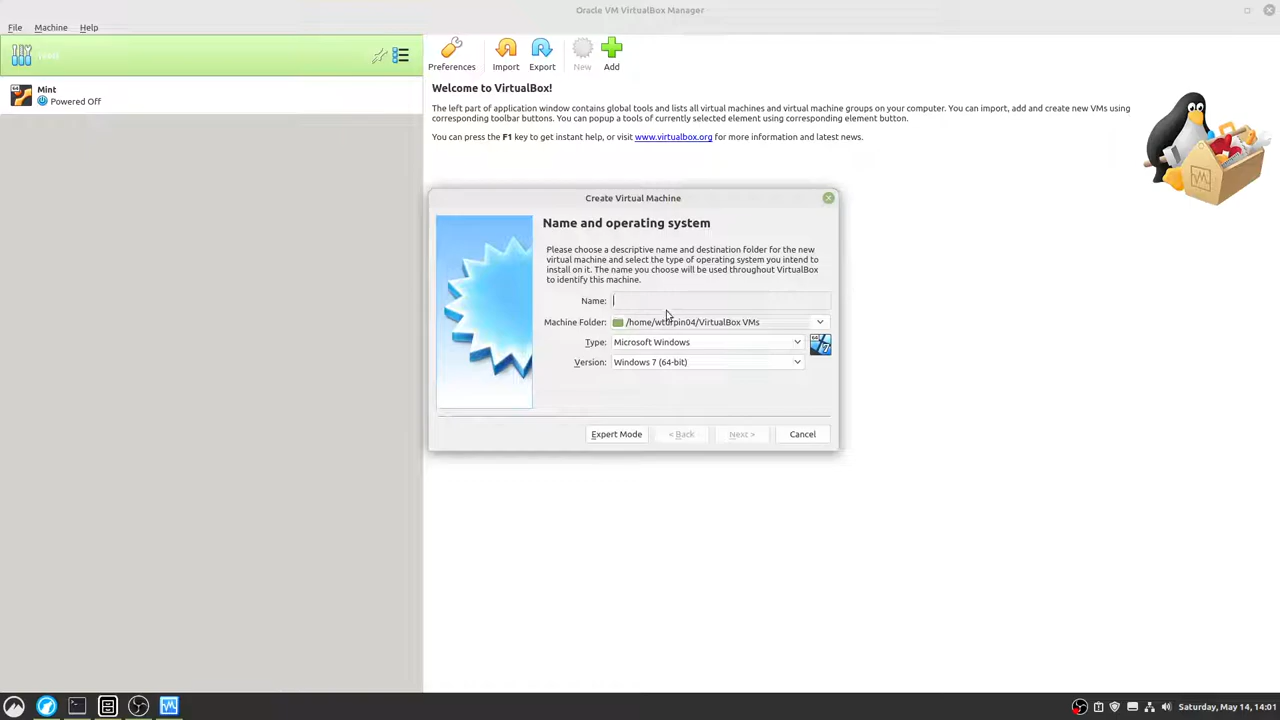 Oracle VM VirtualBox Manager
File Machine Help
Tools
Mint
Powered Off
Preferences Import Export New Add
Welcome to VirtualBox!
The left part of application window contains global tools and lists all virtual machines and virtual machine groups on your computer. You can import, add and create new VMs using
corresponding toolbar buttons. You can popup a tools of currently selected element using corresponding element button.
You can press the F1 key to get instant help, or visit www.virtualbox.org for more information and latest news.
Create Virtual Machine
Name and operating system
Please choose a descriptive name and destination folder for the new
virtual machine and select the type of operating system you intend to
install on it. The name you choose will be used throughout VirtualBox
to identify this machine.
Name:
Machine Folder: /home/wturpin04/VirtualBox VMs
Type: Microsoft Windows
64
7
Version: Windows 7 (64-bit)
Expert Mode < Back Next > Cancel
Saturday, May 14, 14:01